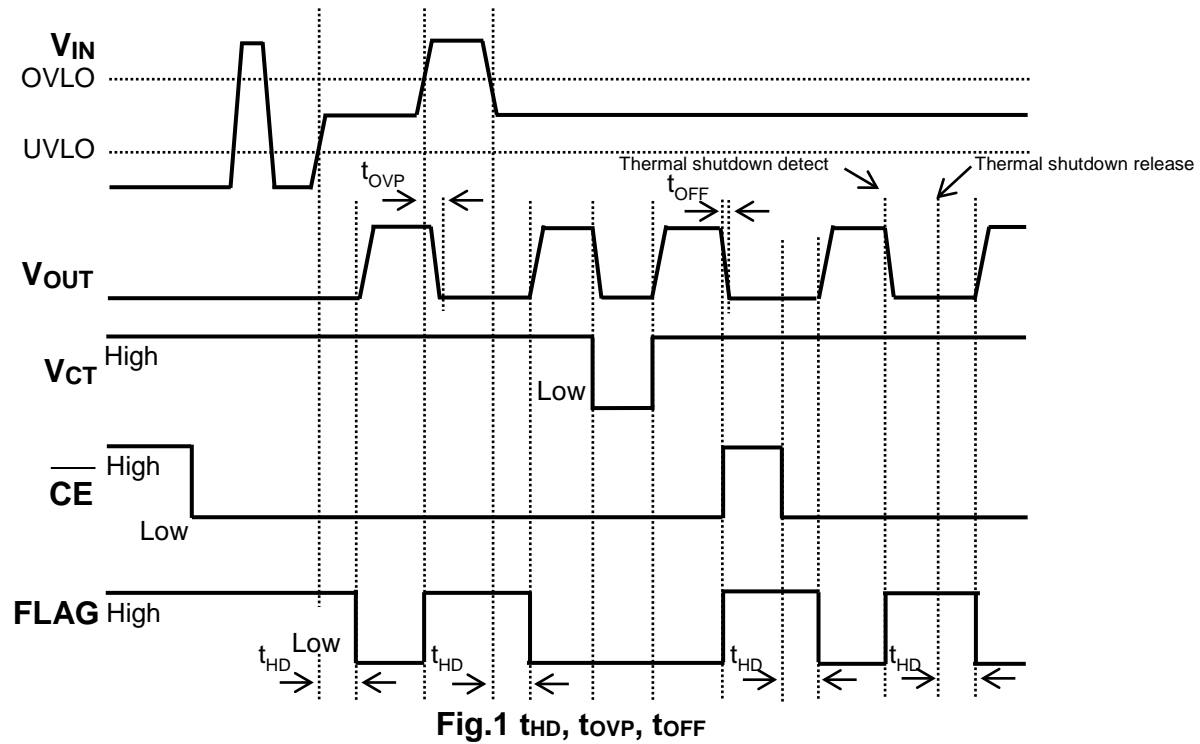 VIN
OVLO
UVLO
tOVP
Thermal shutdown detect
Thermal shutdown release
tOFF
VOUT
High
VCT
Low
High
CE
Low
FLAG High
Low
tHD
tHD
tHD
tHD
Fig.1 tHD, tOVP, tOFF